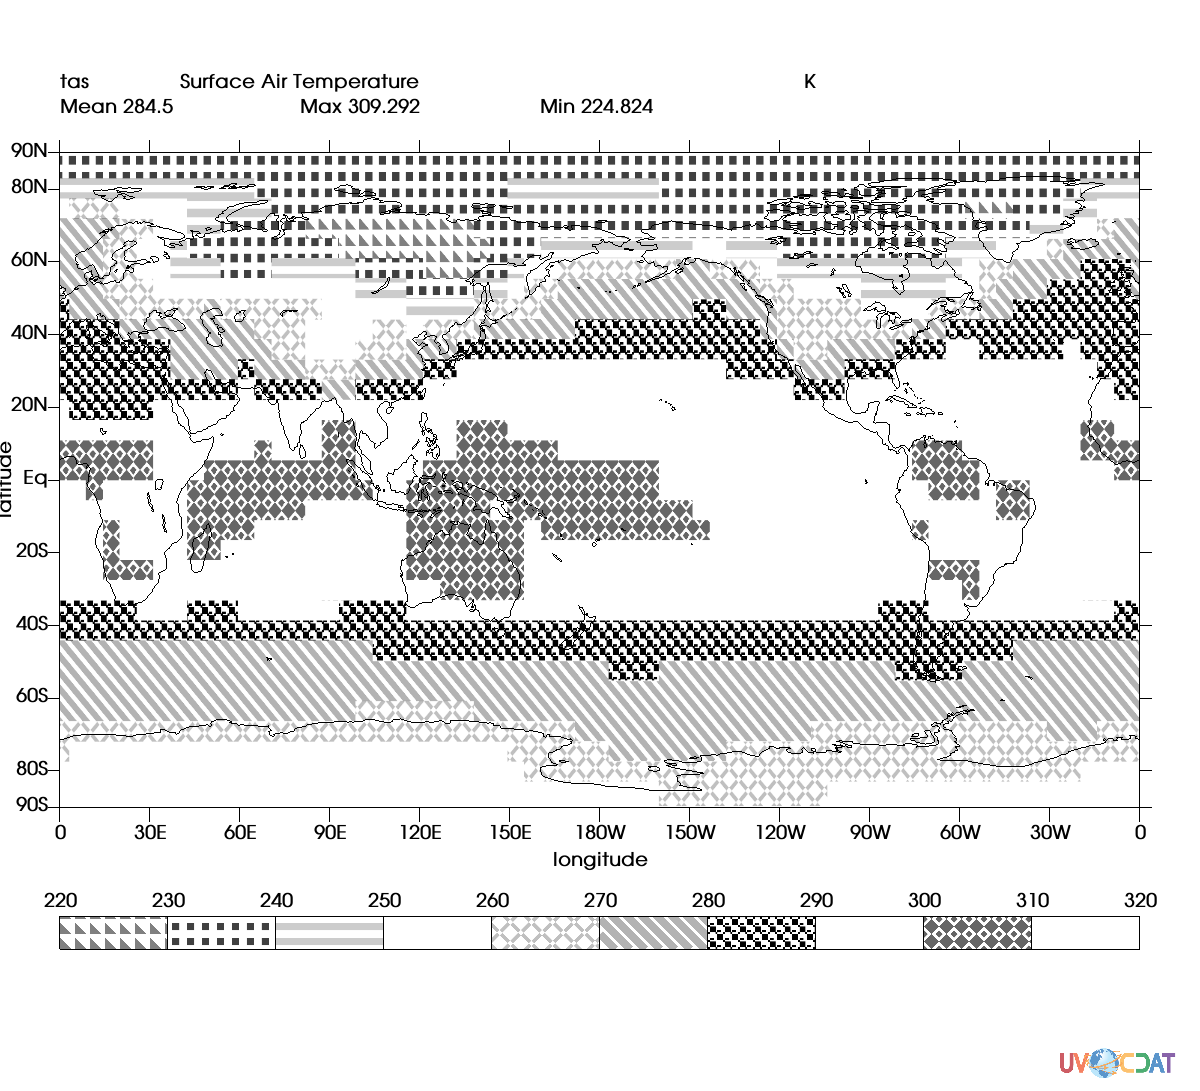 tas Surface Air Temperature K
Mean 284.5 Max 309.292 Min 224.824
90N
80N
60N
40N
20N
Eq
20S
40S
60S
80S
90S
latitude
0 30E 60E 90E 120E 150E 180W 150W 120W 90W 60W 30W 0
longitude
220 230 240 250 260 270 280 290 300 310 320
UVCDAT